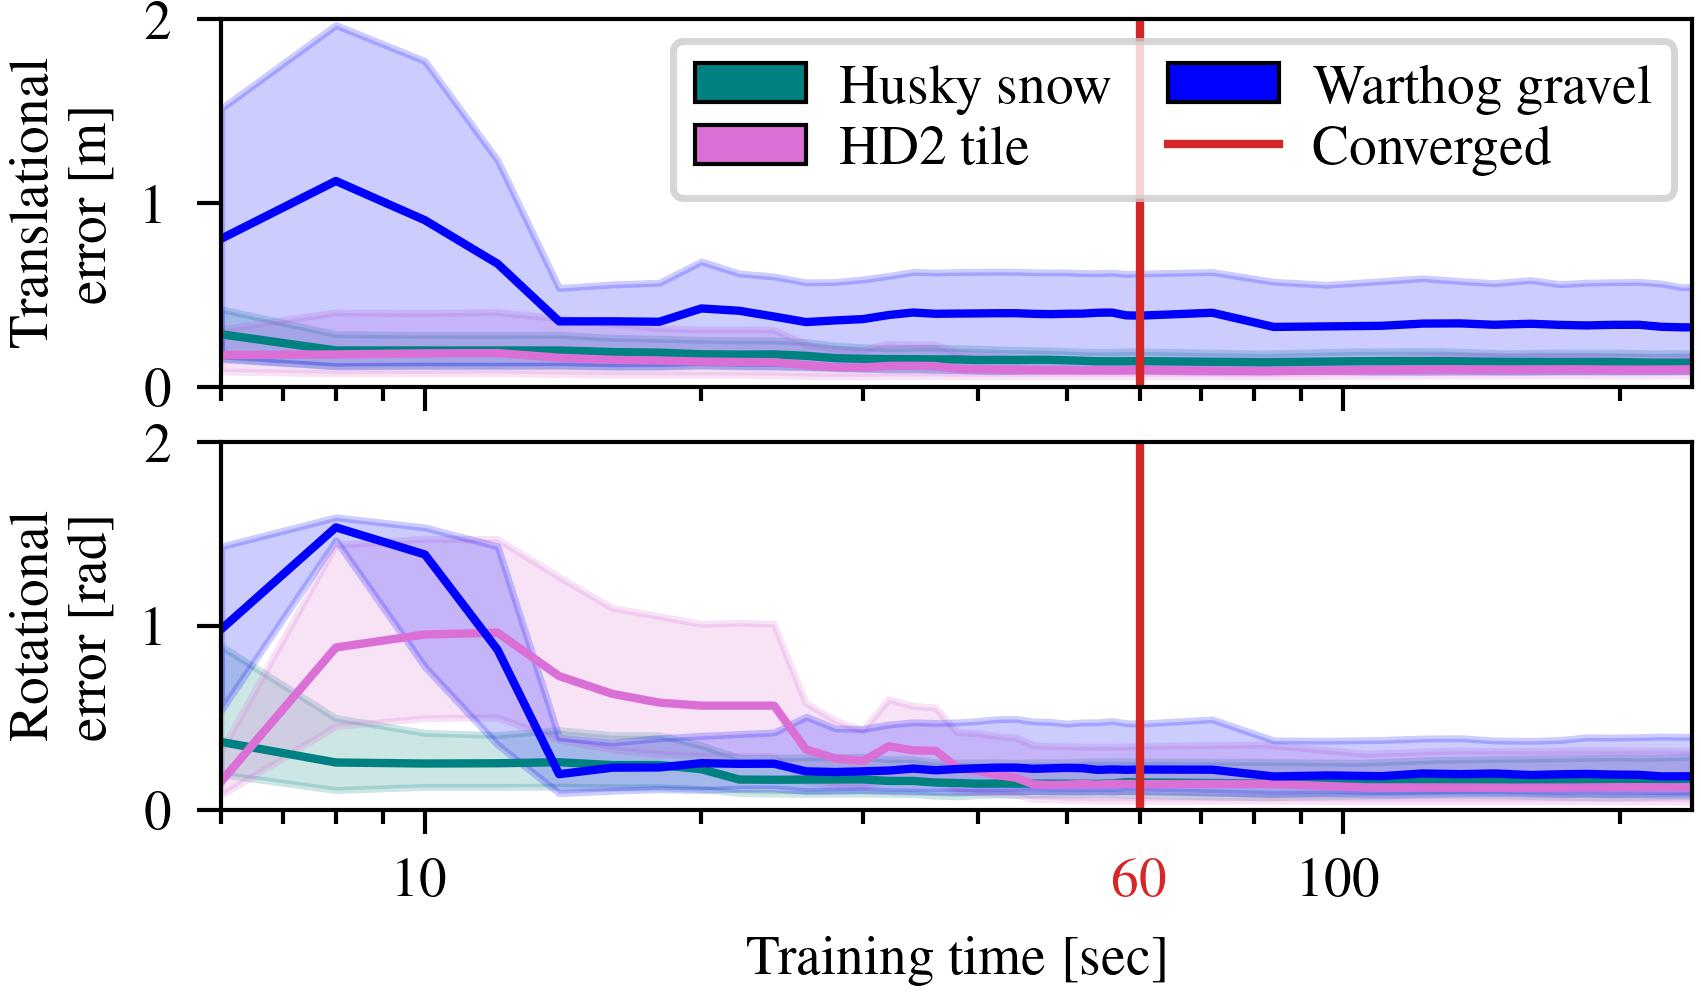 Translational
error [m]
2
1
0
Husky snow
HD2 tile
Warthog gravel
Converged
Rotational
error [rad]
2
1
0
10
60
100
Training time [sec]